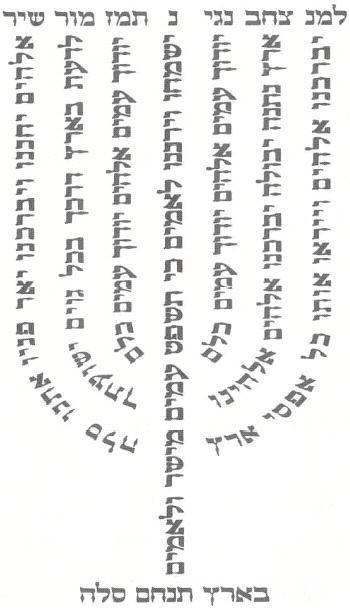 למנ צחב נגי נ תמז מור שיר
אלהים יחננו ויברכנו יאר פניו אתנו סלה
לדעת בארץ דרכך בכל גוים ישועתך
יודוך עמים אלהים יודוך עמים כלם
ישמחו וירננו לאמים כי תשפט עמים מישר ולאמים
בארץ תנחם סלה
יודוך עמים אלהים יודוך עמים כלם
ארץ נתנה יבולה יברכנו אלהים אלהינו
יברכנו אלהים וייראו אותו כל אפסי ארץ